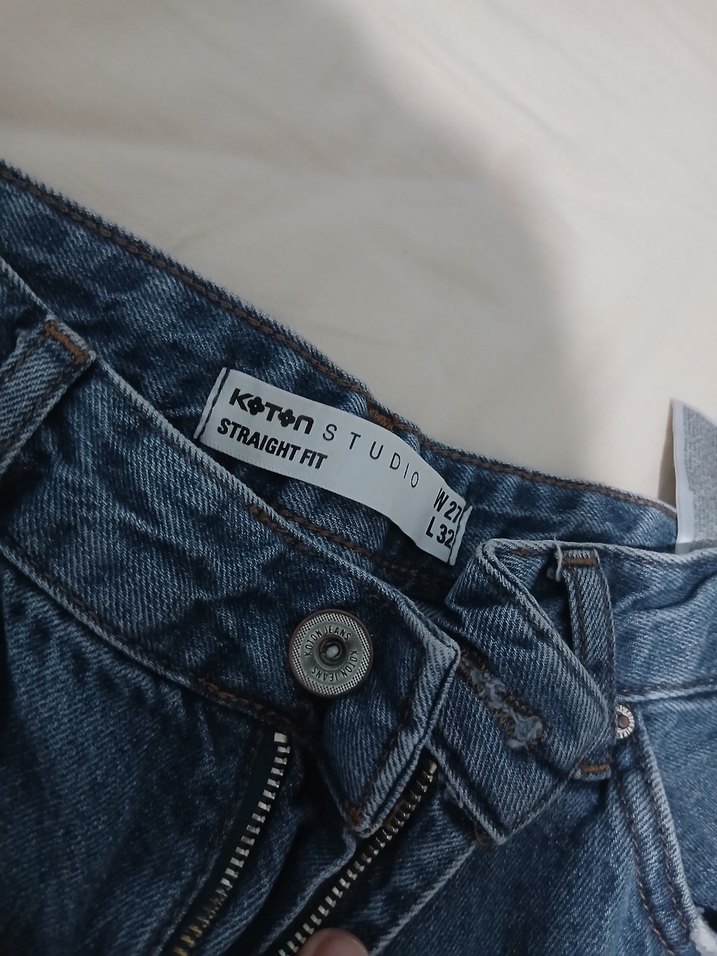 KOTON STUDIO
STRAIGHT FIT
W 27
L 32
KOTON JEANS KOTON JEANS